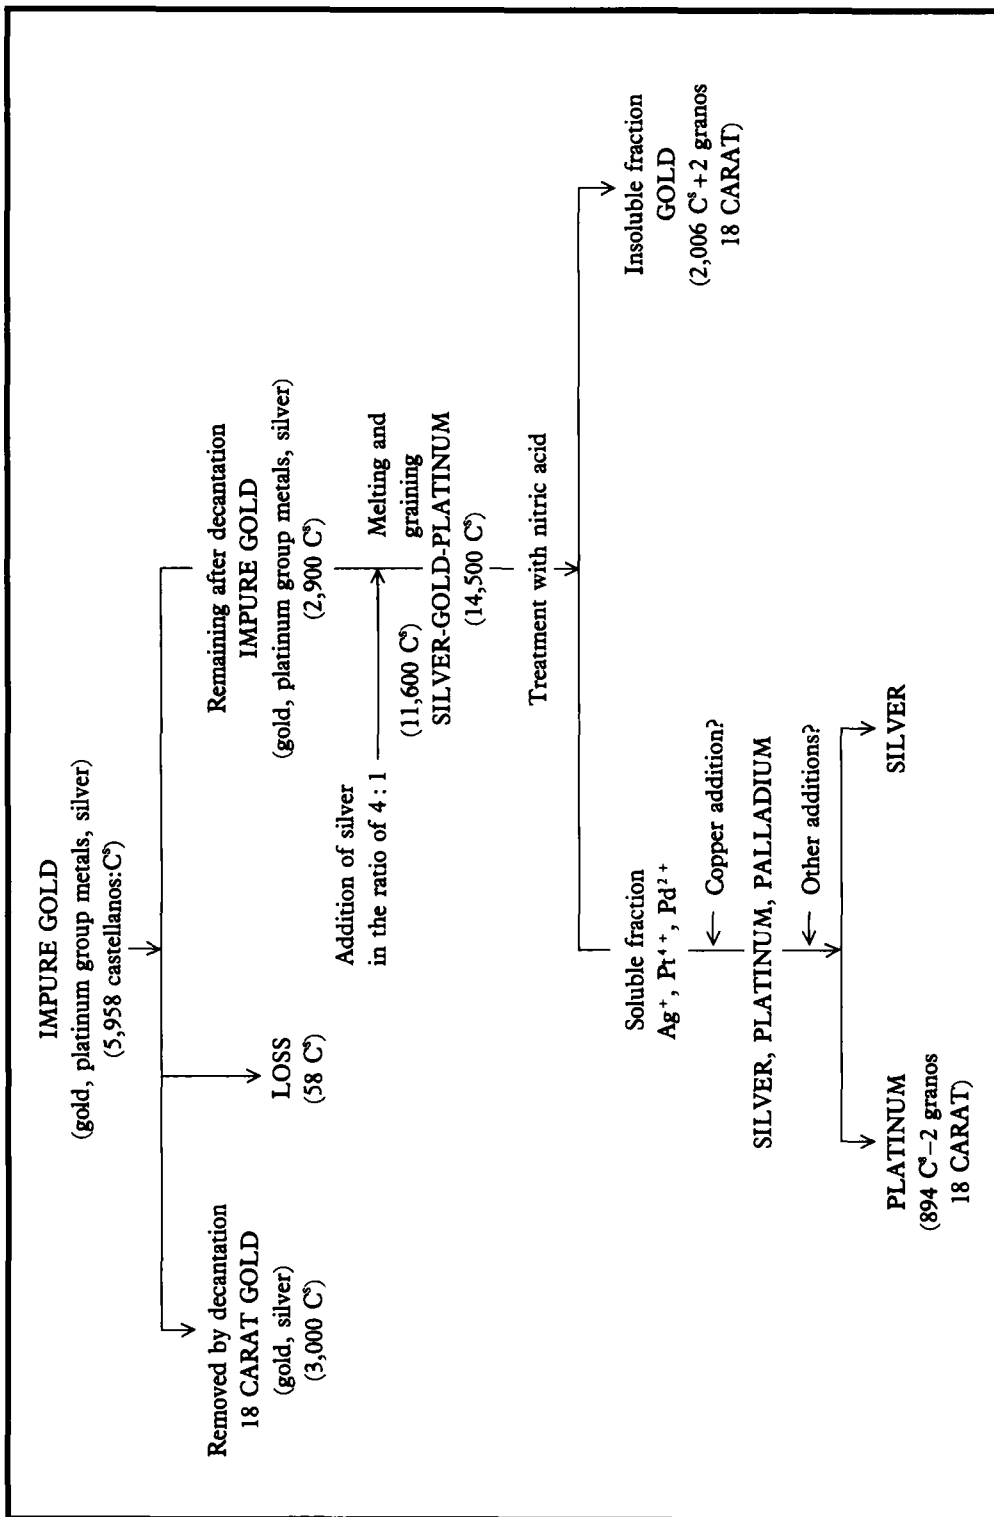 IMPURE GOLD
(gold, platinum group metals, silver)
(5,958 castellanos:Cˢ)
Removed by decantation
18 CARAT GOLD
(gold, silver)
(3,000 Cˢ)
LOSS
(58 Cˢ)
Remaining after decantation
IMPURE GOLD
(gold, platinum group metals, silver)
(2,900 Cˢ)
Addition of silver
in the ratio of 4 : 1
(11,600 Cˢ)
Melting and
graining
SILVER-GOLD-PLATINUM
(14,500 Cˢ)
Treatment with nitric acid
Soluble fraction
Ag⁺, Pt⁴⁺, Pd²⁺
Copper addition?
SILVER, PLATINUM, PALLADIUM
Other additions?
PLATINUM
(894 Cˢ−2 granos
18 CARAT)
SILVER
Insoluble fraction
GOLD
(2,006 Cˢ+2 granos
18 CARAT)